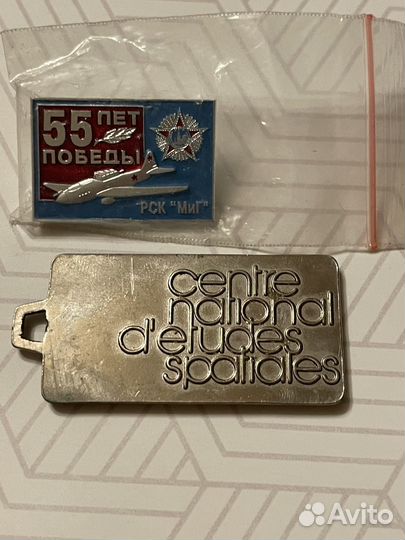 55 ЛЕТ
ПОБЕДЫ
РСК "МиГ"
centre
national
d'etudes
spatiales
Avito